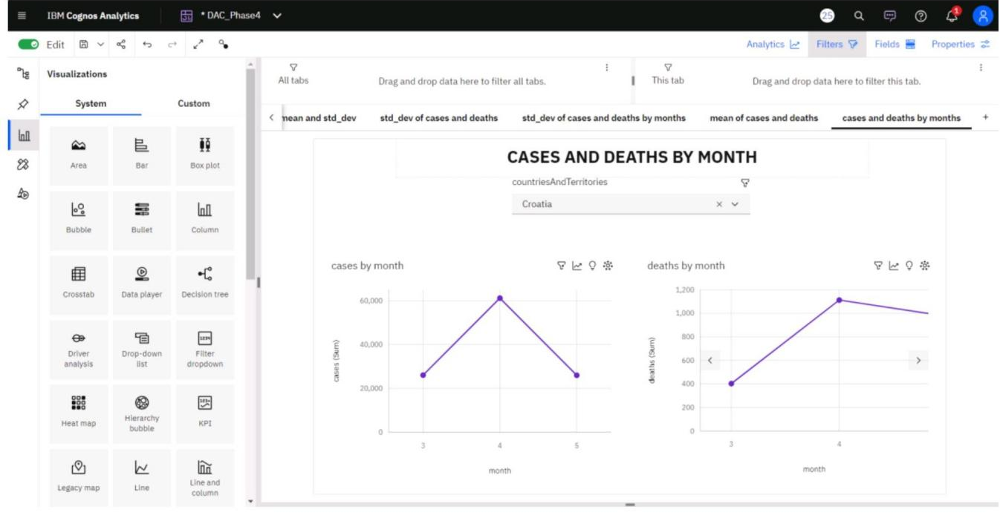 IBM Cognos Analytics
* DAC_Phase4
25
1
Edit
Analytics
Filters
Fields
Properties
Visualizations
System
Custom
Area
Bar
Box plot
Bubble
Bullet
Column
Crosstab
Data player
Decision tree
Driver
analysis
Drop-down
list
Filter
dropdown
Heat map
Hierarchy
bubble
KPI
Legacy map
Line
Line and
column
All tabs
Drag and drop data here to filter all tabs.
This tab
Drag and drop data here to filter this tab.
mean and std_dev
std_dev of cases and deaths
std_dev of cases and deaths by months
mean of cases and deaths
cases and deaths by months
CASES AND DEATHS BY MONTH
countriesAndTerritories
Croatia
cases by month
cases (Sum)
60,000
40,000
20,000
0
3
4
5
month
deaths by month
deaths (Sum)
1,200
1,000
800
600
400
200
0
3
4
month